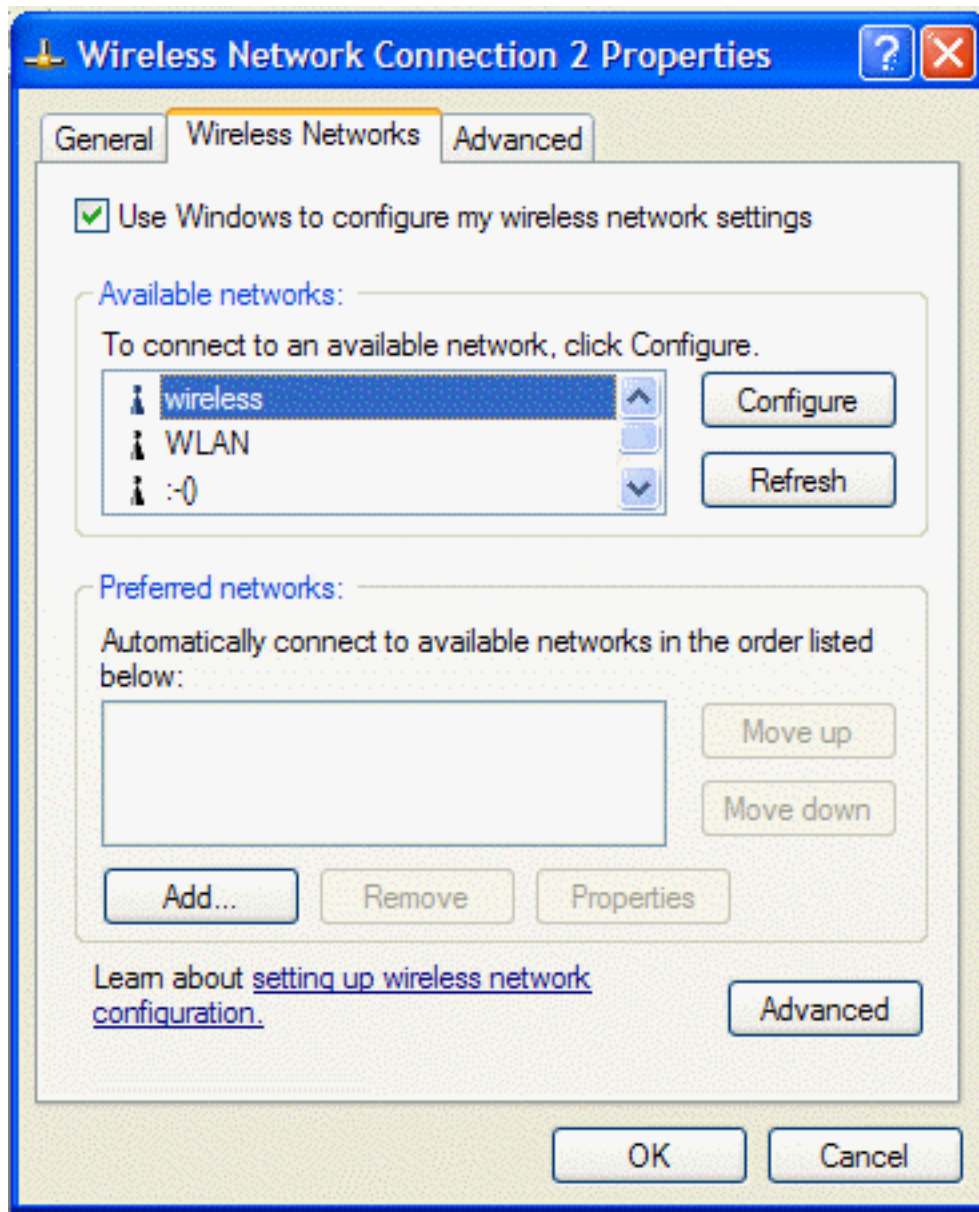 Wireless Network Connection 2 Properties
General
Wireless Networks
Advanced
Use Windows to configure my wireless network settings
Available networks:
To connect to an available network, click Configure.
wireless
WLAN
:-()
Configure
Refresh
Preferred networks:
Automatically connect to available networks in the order listed
below:
Move up
Move down
Add...
Remove
Properties
Learn about setting up wireless network
configuration.
Advanced
OK
Cancel